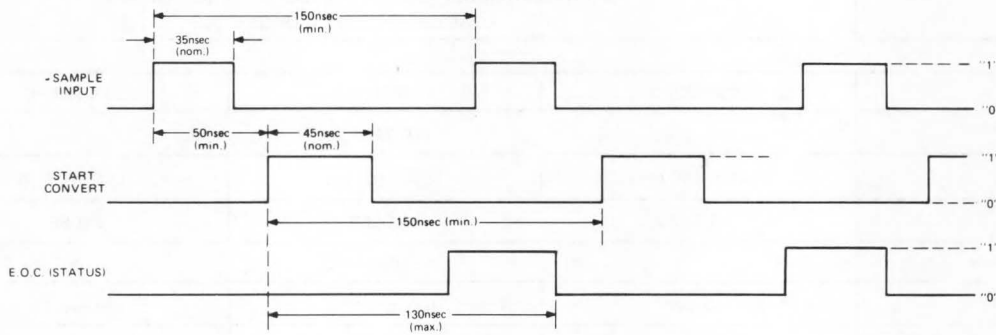 150nsec
(min.)
35nsec
(nom.)
SAMPLE
INPUT
"1"
"0"
50nsec
(min.)
45nsec
(nom.)
START
CONVERT
"1"
"0"
150nsec (min.)
E.O.C. (STATUS)
"1"
"0"
130nsec
(max.)